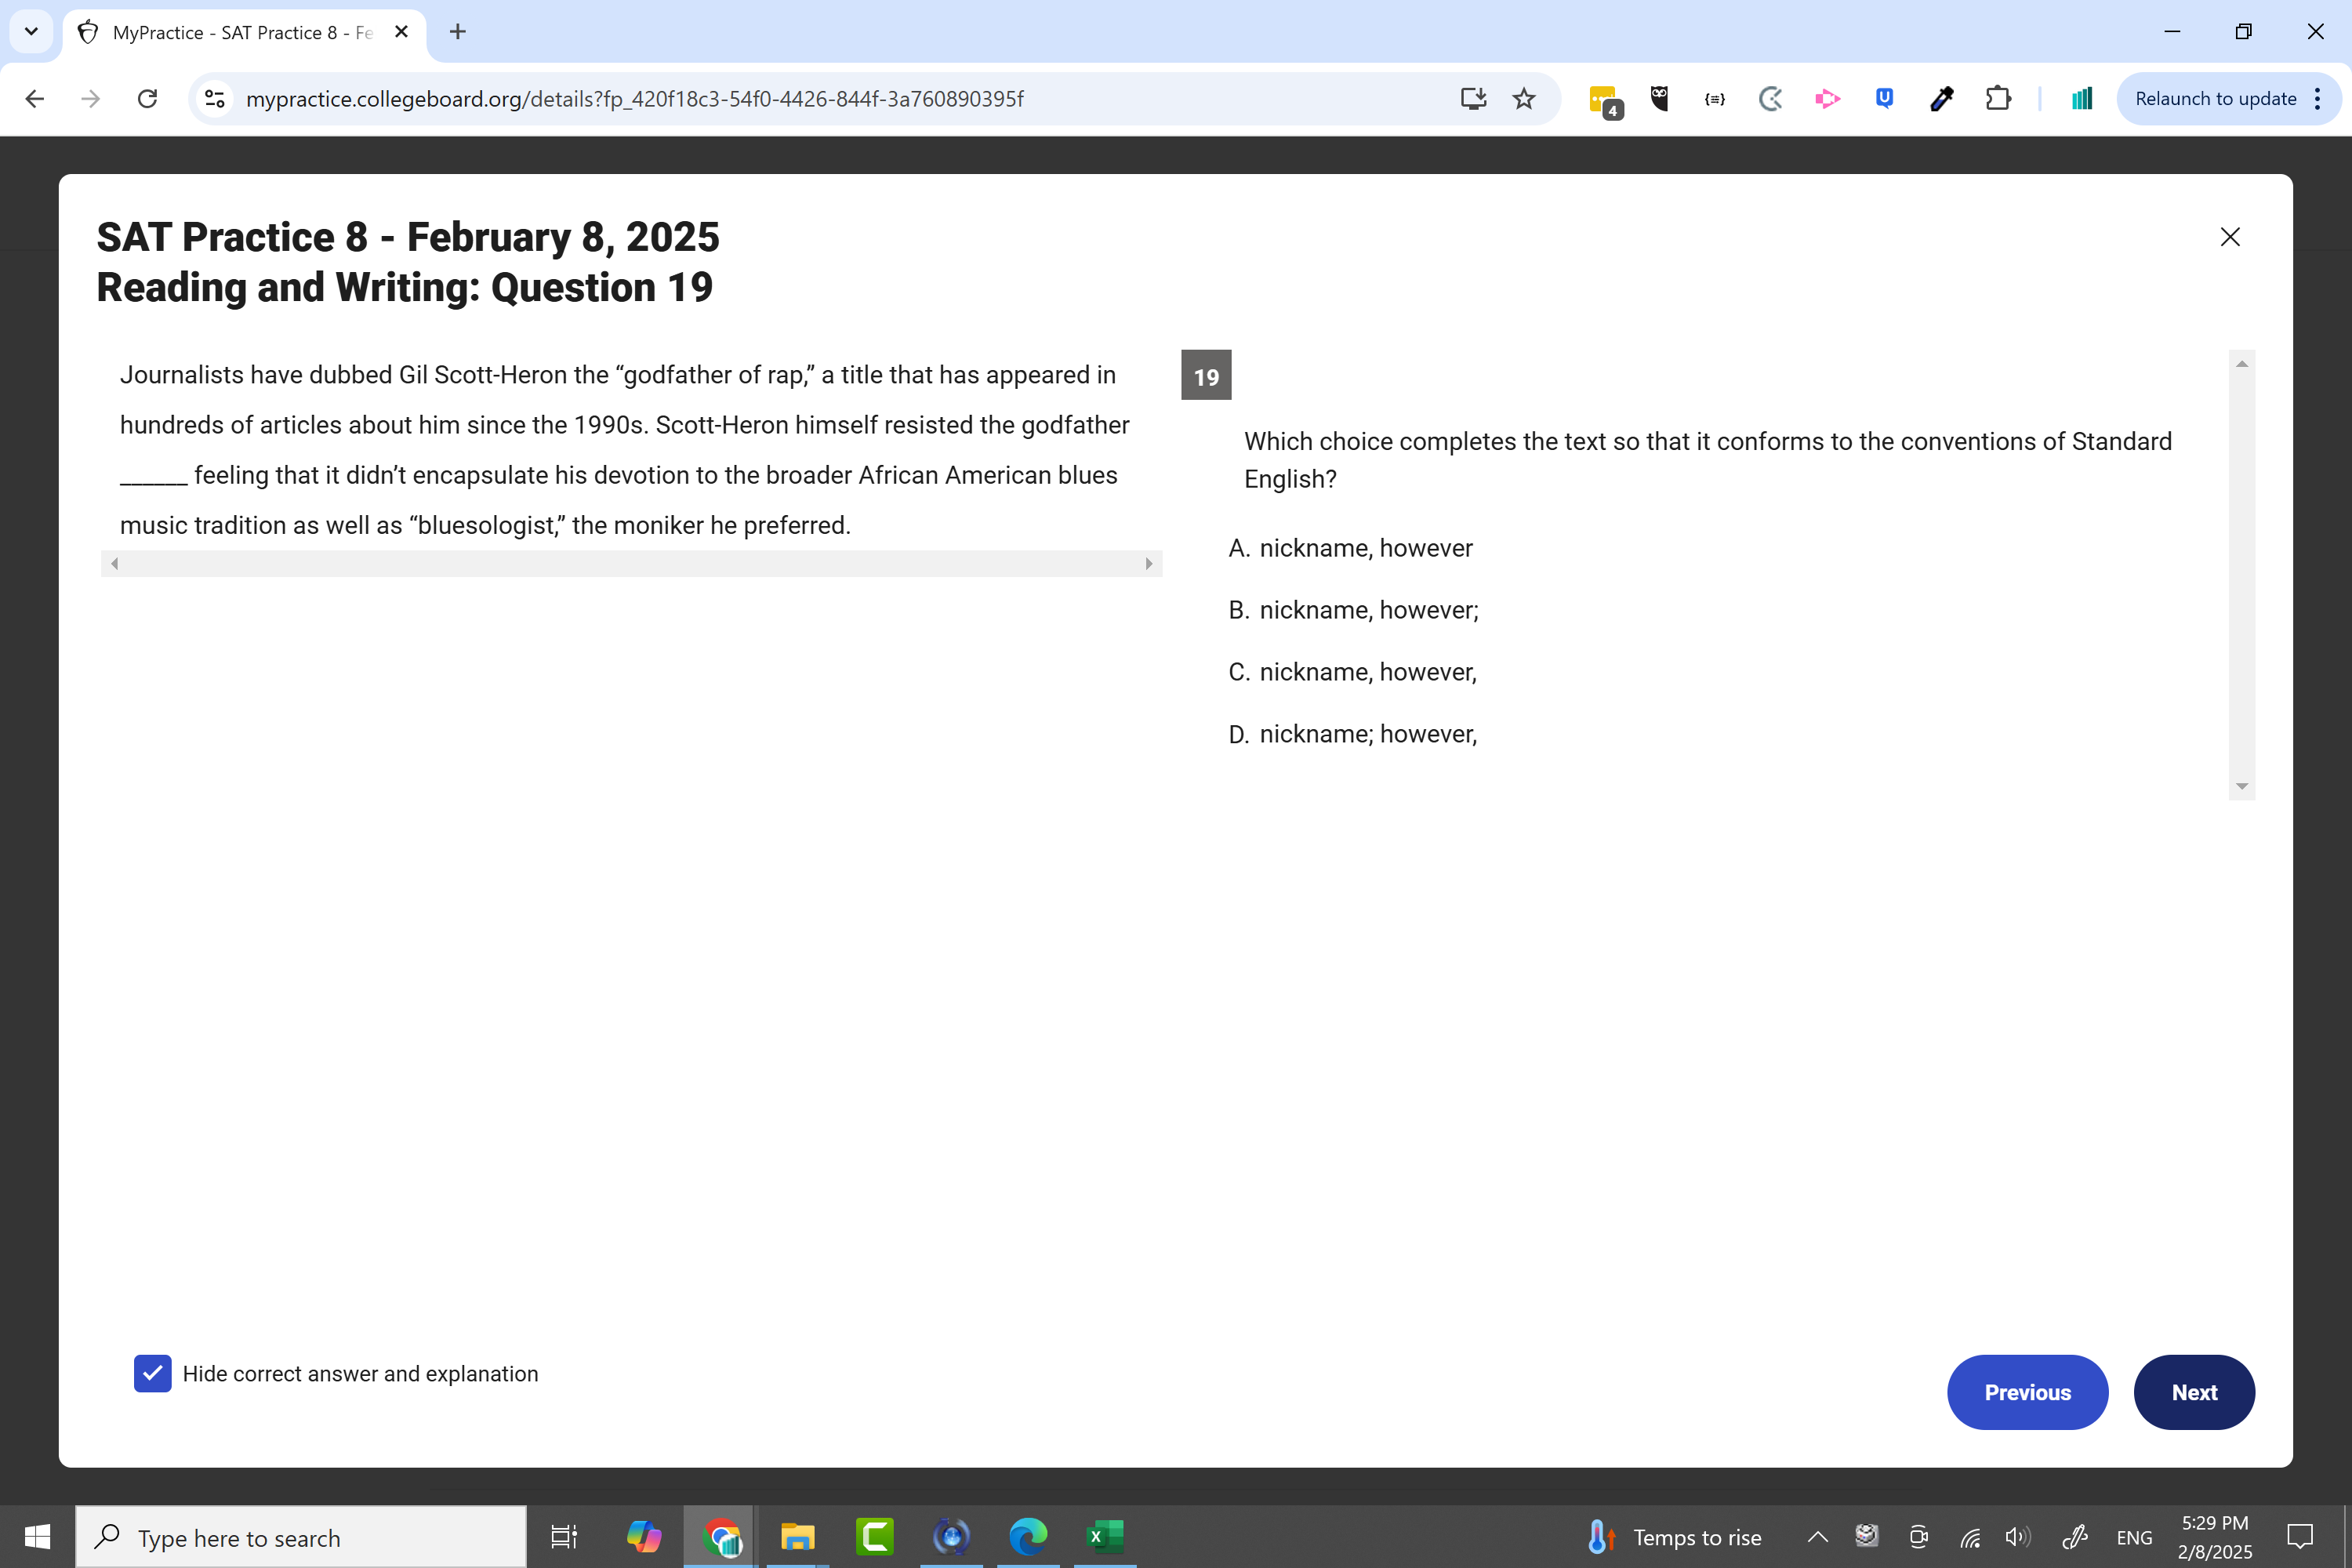 MyPractice - SAT Practice 8 - Fe
mypractice.collegeboard.org/details?fp_420f18c3-54f0-4426-844f-3a760890395f
4
Relaunch to update
SAT Practice 8 - February 8, 2025
Reading and Writing: Question 19
Journalists have dubbed Gil Scott-Heron the “godfather of rap,” a title that has appeared in
hundreds of articles about him since the 1990s. Scott-Heron himself resisted the godfather
______ feeling that it didn’t encapsulate his devotion to the broader African American blues
music tradition as well as “bluesologist,” the moniker he preferred.
19
Which choice completes the text so that it conforms to the conventions of Standard
English?
A. nickname, however
B. nickname, however;
C. nickname, however,
D. nickname; however,
Hide correct answer and explanation
Previous
Next
Type here to search
Temps to rise
ENG
5:29 PM
2/8/2025